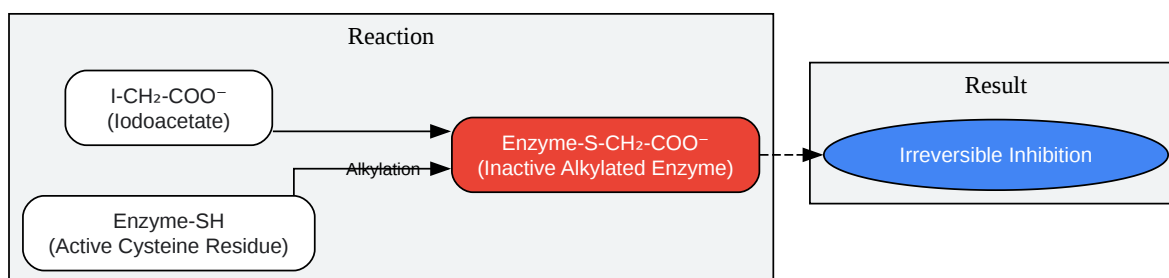 Reaction
I-CH₂-COO⁻
(Iodoacetate)
Enzyme-SH
(Active Cysteine Residue)
Alkylation
Enzyme-S-CH₂-COO⁻
(Inactive Alkylated Enzyme)
Result
Irreversible Inhibition